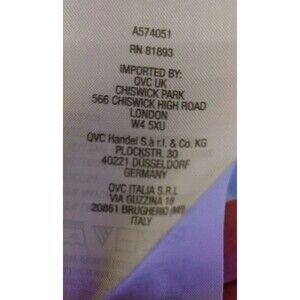 A574051
RN 81893
IMPORTED BY:
QVC UK
CHISWICK PARK
566 CHISWICK HIGH ROAD
LONDON
W4 5XU
QVC Handel S.à r.l. & Co. KG
PLOCKSTR. 30
40221 DÜSSELDORF
GERMANY
QVC ITALIA S.R.L
VIA GUZZINA 18
20861 BRUGHERIO (MB)
ITALY